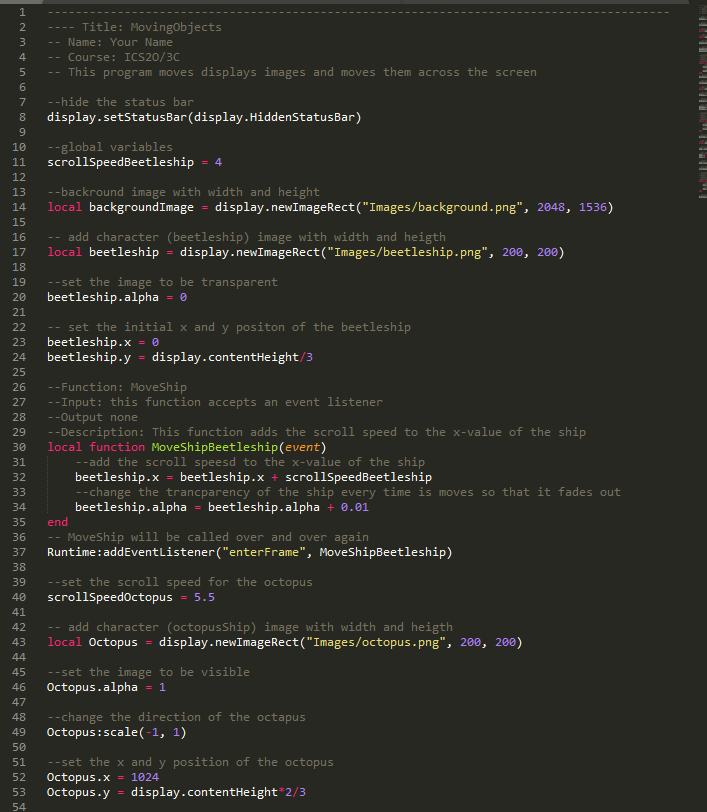 1 -----------------------------------------------------------------------------------------
2 ---- Title: MovingObjects
3 -- Name: Your Name
4 -- Course: ICS2O/3C
5 -- This program moves displays images and moves them across the screen
6
7 --hide the status bar
8 display.setStatusBar(display.HiddenStatusBar)
9
10 --global variables
11 scrollSpeedBeetleship = 4
12
13 --backround image with width and height
14 local backgroundImage = display.newImageRect("Images/background.png", 2048, 1536)
15
16 -- add character (beetleship) image with width and heigth
17 local beetleship = display.newImageRect("Images/beetleship.png", 200, 200)
18
19 --set the image to be transparent
20 beetleship.alpha = 0
21
22 -- set the initial x and y positon of the beetleship
23 beetleship.x = 0
24 beetleship.y = display.contentHeight/3
25
26 --Function: MoveShip
27 --Input: this function accepts an event listener
28 --Output none
29 --Description: This function adds the scroll speed to the x-value of the ship
30 local function MoveShipBeetleship(event)
31     --add the scroll speesd to the x-value of the ship
32     beetleship.x = beetleship.x + scrollSpeedBeetleship
33     --change the trancparency of the ship every time is moves so that it fades out
34     beetleship.alpha = beetleship.alpha + 0.01
35 end
36 -- MoveShip will be called over and over again
37 Runtime:addEventListener("enterFrame", MoveShipBeetleship)
38
39 --set the scroll speed for the octopus
40 scrollSpeedOctopus = 5.5
41
42 -- add character (octopusShip) image with width and heigth
43 local Octopus = display.newImageRect("Images/octopus.png", 200, 200)
44
45 --set the image to be visible
46 Octopus.alpha = 1
47
48 --change the direction of the octapus
49 Octopus:scale(-1, 1)
50
51 --set the x and y position of the octopus
52 Octopus.x = 1024
53 Octopus.y = display.contentHeight*2/3
54